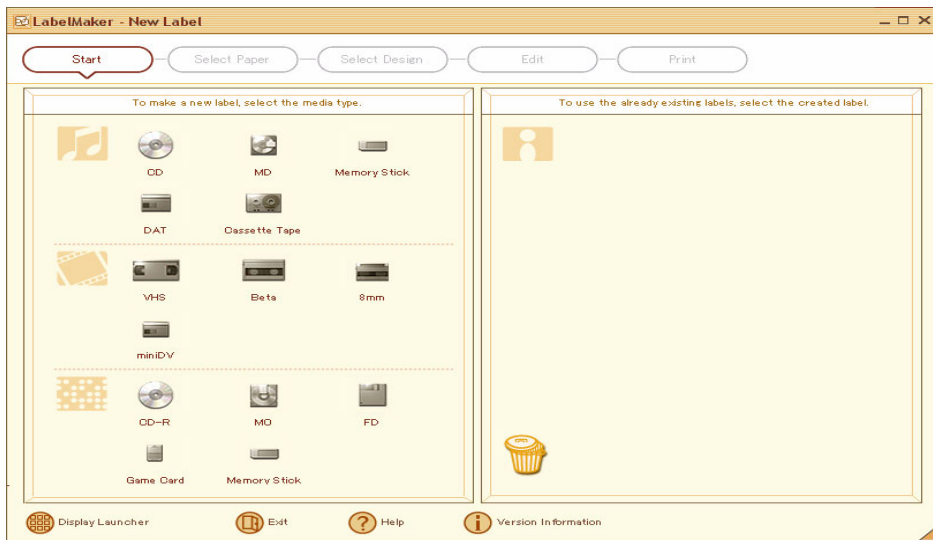 LabelMaker - New Label
Start Select Paper Select Design Edit Print
To make a new label, select the media type.
CD MD Memory Stick
DAT Cassette Tape
VHS Beta 8mm
miniDV
CD-R MO FD
Game Card Memory Stick
To use the already existing labels, select the created label.
Display Launcher Exit Help Version Information